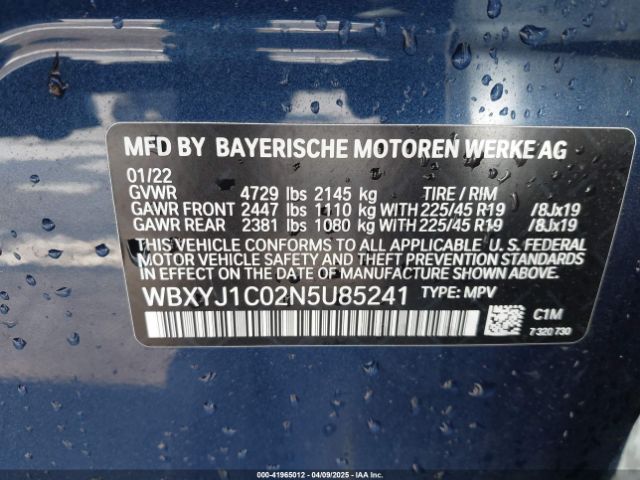 MFD BY BAYERISCHE MOTOREN WERKE AG
01/22
GVWR 4729 lbs 2145 kg TIRE / RIM
GAWR FRONT 2447 lbs 1110 kg WITH 225/45 R19 /8Jx19
GAWR REAR 2381 lbs 1080 kg WITH 225/45 R19 /8Jx19
THIS VEHICLE CONFORMS TO ALL APPLICABLE U. S. FEDERAL
MOTOR VEHICLE SAFETY, BUMPER, AND THEFT PREVENTION
STANDARDS IN EFFECT ON THE DATE OF MANUFACTURE SHOWN ABOVE.
WBXYJ1C02N5U85241 TYPE: MPV
C1M
7 320 730
000-41965012 04/09/2025 IAAI